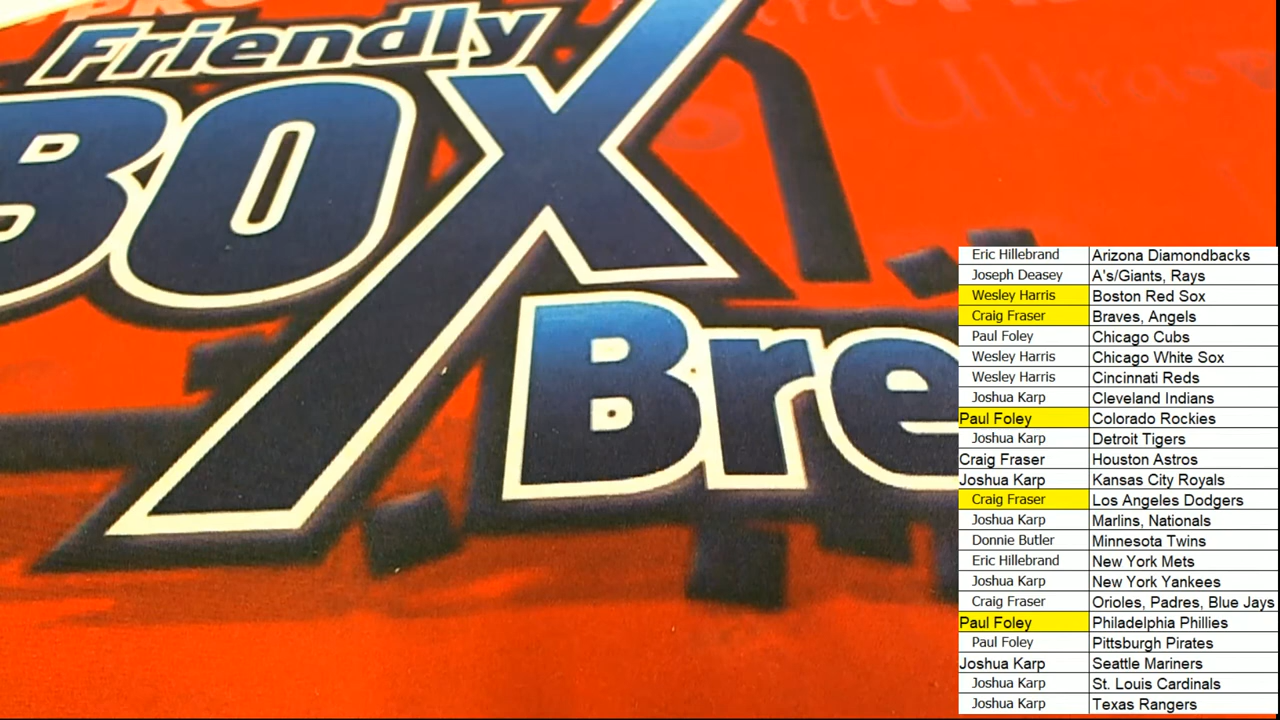 PRO
Friendly
BOX
Bre
Ultra
Eric Hillebrand Arizona Diamondbacks
Joseph Deasey A's/Giants, Rays
Wesley Harris Boston Red Sox
Craig Fraser Braves, Angels
Paul Foley Chicago Cubs
Wesley Harris Chicago White Sox
Wesley Harris Cincinnati Reds
Joshua Karp Cleveland Indians
Paul Foley Colorado Rockies
Joshua Karp Detroit Tigers
Craig Fraser Houston Astros
Joshua Karp Kansas City Royals
Craig Fraser Los Angeles Dodgers
Joshua Karp Marlins, Nationals
Donnie Butler Minnesota Twins
Eric Hillebrand New York Mets
Joshua Karp New York Yankees
Craig Fraser Orioles, Padres, Blue Jays
Paul Foley Philadelphia Phillies
Paul Foley Pittsburgh Pirates
Joshua Karp Seattle Mariners
Joshua Karp St. Louis Cardinals
Joshua Karp Texas Rangers